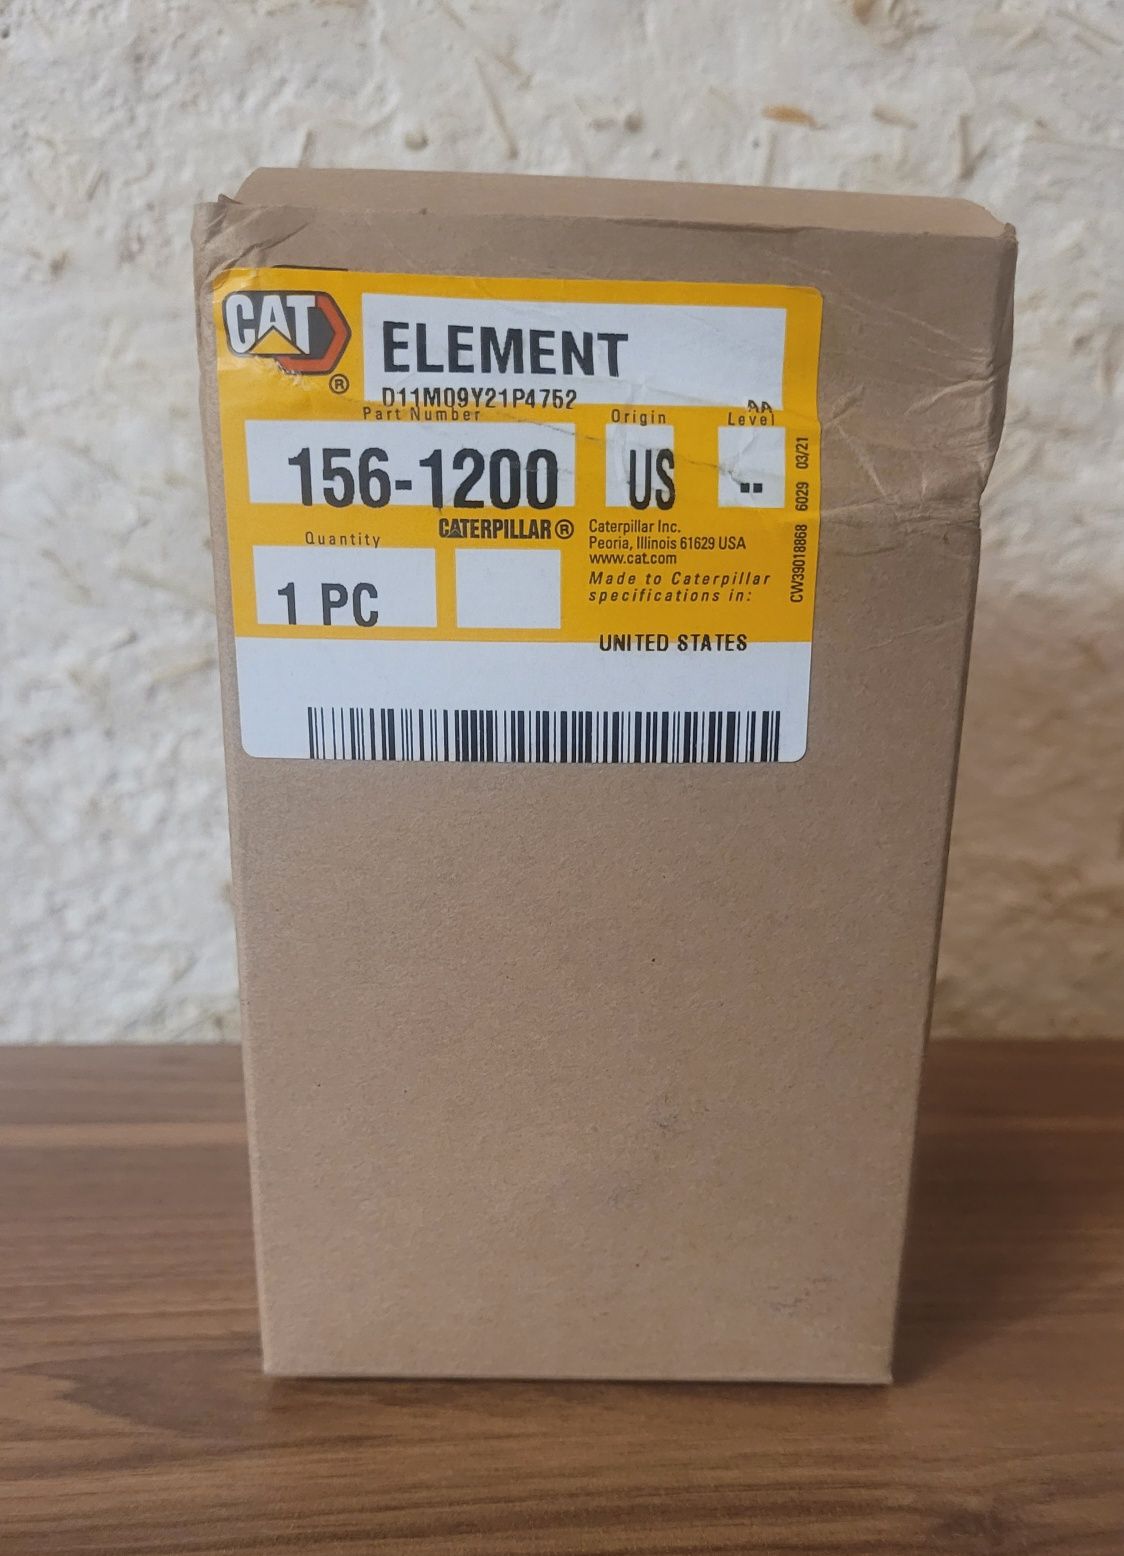 CAT®
ELEMENT
D11M09Y21P4752 AA
Part Number Origin Level
156-1200 US --
CATERPILLAR®
Quantity
1 PC
Caterpillar Inc.
Peoria, Illinois 61629 USA
www.cat.com
Made to Caterpillar
specifications in:
UNITED STATES
CW39018868 6029 03/21